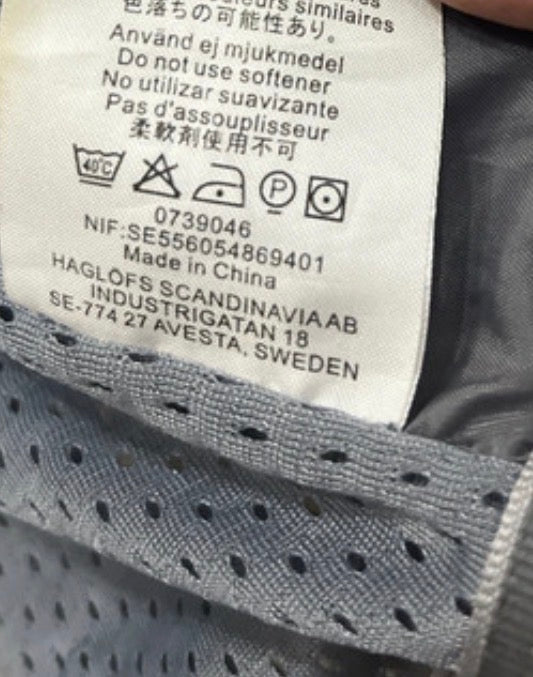 similaires
色落ちの可能性あり。
Använd ej mjukmedel
Do not use softener
No utilizar suavizante
Pas d'assouplisseur
柔軟剤使用不可
40°C P
0739046
NIF:SE556054869401
Made in China
HAGLÖFS SCANDINAVIA AB
INDUSTRIGATAN 18
SE-774 27 AVESTA, SWEDEN